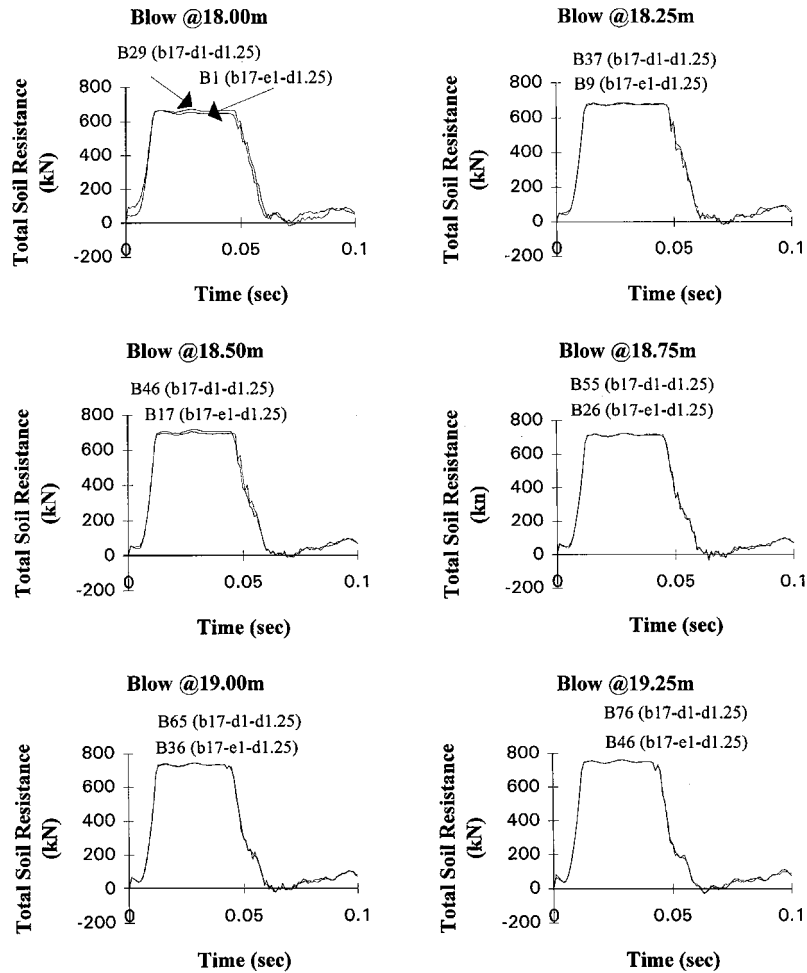 Blow @18.00m
B29 (b17-d1-d1.25)
B1 (b17-e1-d1.25)
Total Soil Resistance
(kN)
800
600
400
200
0
-200
0
0.05
0.1
Time (sec)
Blow @18.25m
B37 (b17-d1-d1.25)
B9 (b17-e1-d1.25)
Total Soil Resistance
(kN)
800
600
400
200
0
-200
0
0.05
0.1
Time (sec)
Blow @18.50m
B46 (b17-d1-d1.25)
B17 (b17-e1-d1.25)
Total Soil Resistance
(kN)
800
600
400
200
0
-200
0
0.05
0.1
Time (sec)
Blow @18.75m
B55 (b17-d1-d1.25)
B26 (b17-e1-d1.25)
Total Soil Resistance
(kn)
800
600
400
200
0
-200
0
0.05
0.1
Time (sec)
Blow @19.00m
B65 (b17-d1-d1.25)
B36 (b17-e1-d1.25)
Total Soil Resistance
(kN)
800
600
400
200
0
-200
0
0.05
0.1
Time (sec)
Blow @19.25m
B76 (b17-d1-d1.25)
B46 (b17-e1-d1.25)
Total Soil Resistance
(kN)
800
600
400
200
0
-200
0
0.05
0.1
Time (sec)